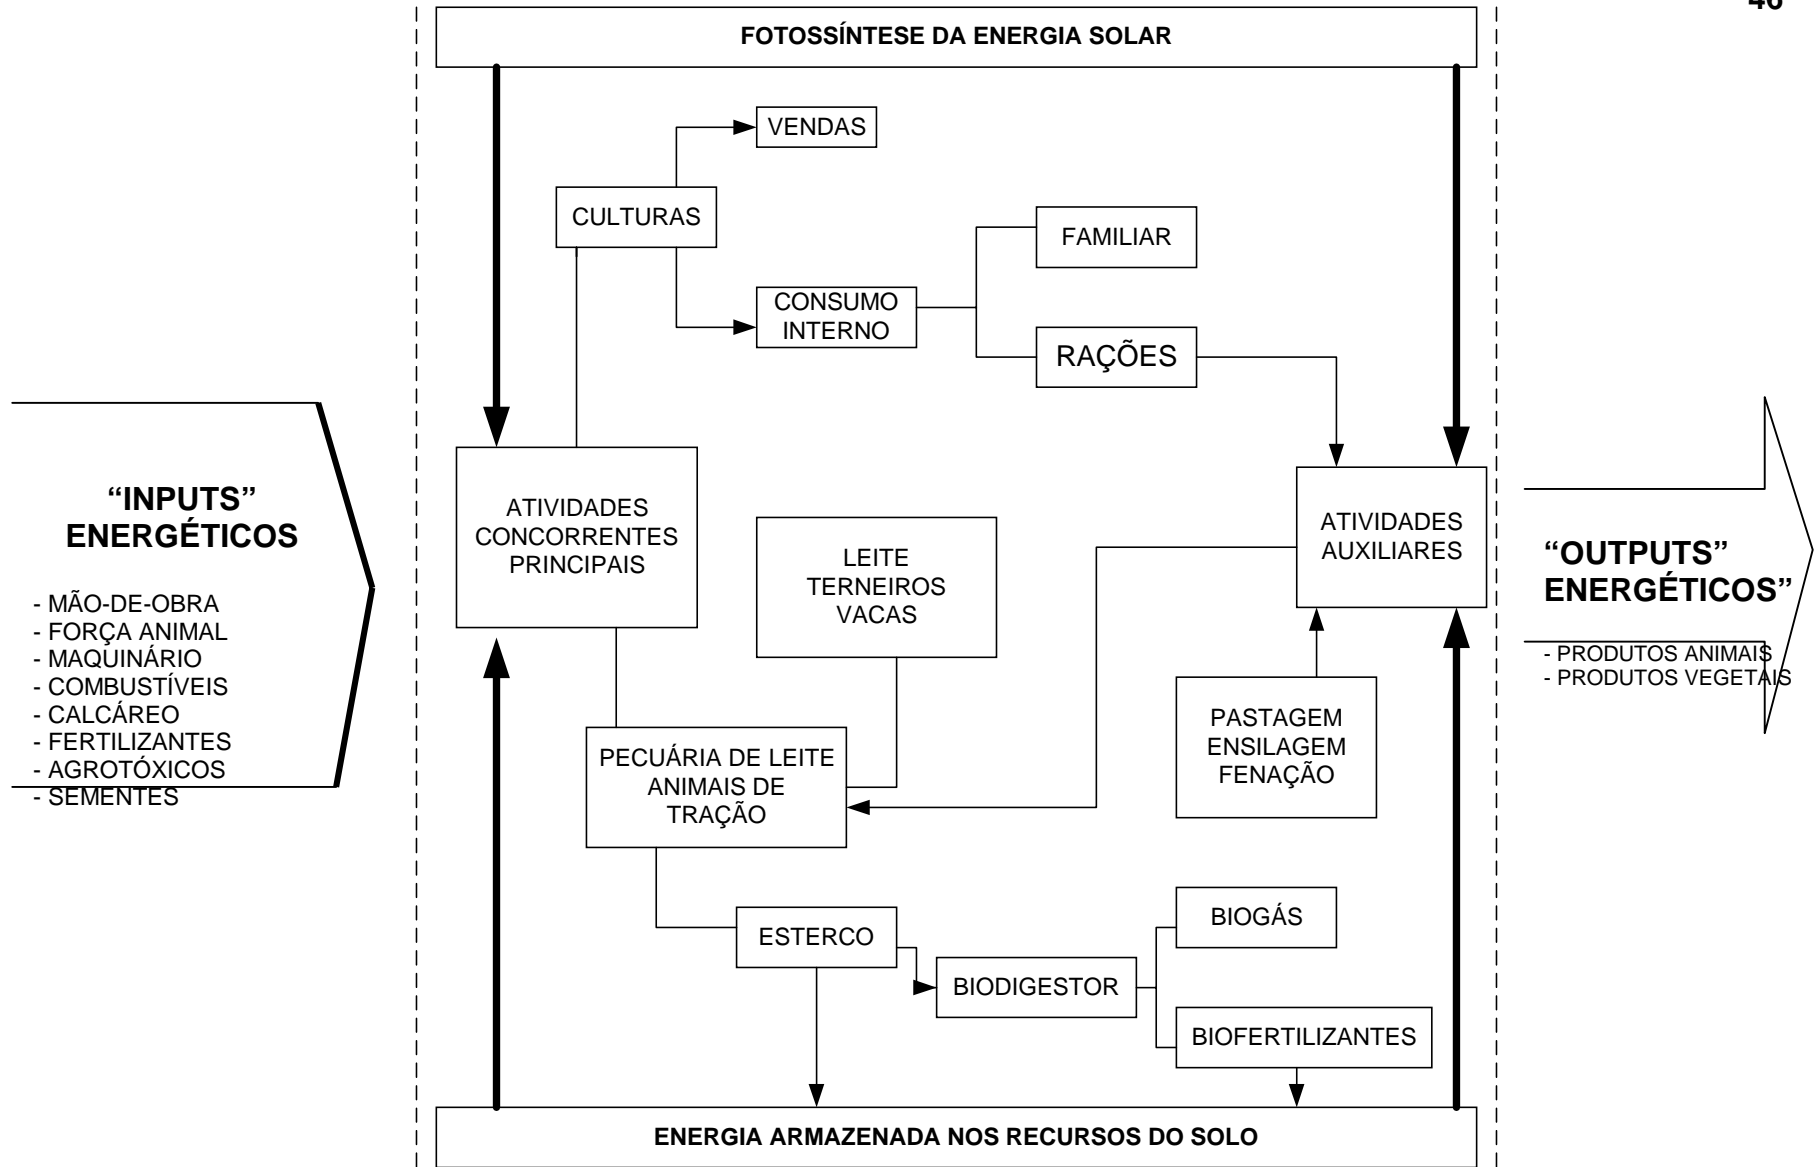 46
FOTOSSÍNTESE DA ENERGIA SOLAR
VENDAS
CULTURAS
FAMILIAR
CONSUMO
INTERNO
RAÇÕES
“INPUTS”
ENERGÉTICOS
- MÃO-DE-OBRA
- FORÇA ANIMAL
- MAQUINÁRIO
- COMBUSTÍVEIS
- CALCÁREO
- FERTILIZANTES
- AGROTÓXICOS
- SEMENTES
ATIVIDADES
CONCORRENTES
PRINCIPAIS
LEITE
TERNEIROS
VACAS
ATIVIDADES
AUXILIARES
“OUTPUTS”
ENERGÉTICOS”
- PRODUTOS ANIMAIS
- PRODUTOS VEGETAIS
PECUÁRIA DE LEITE
ANIMAIS DE
TRAÇÃO
PASTAGEM
ENSILAGEM
FENAÇÃO
ESTERCO
BIODIGESTOR
BIOGÁS
BIOFERTILIZANTES
ENERGIA ARMAZENADA NOS RECURSOS DO SOLO